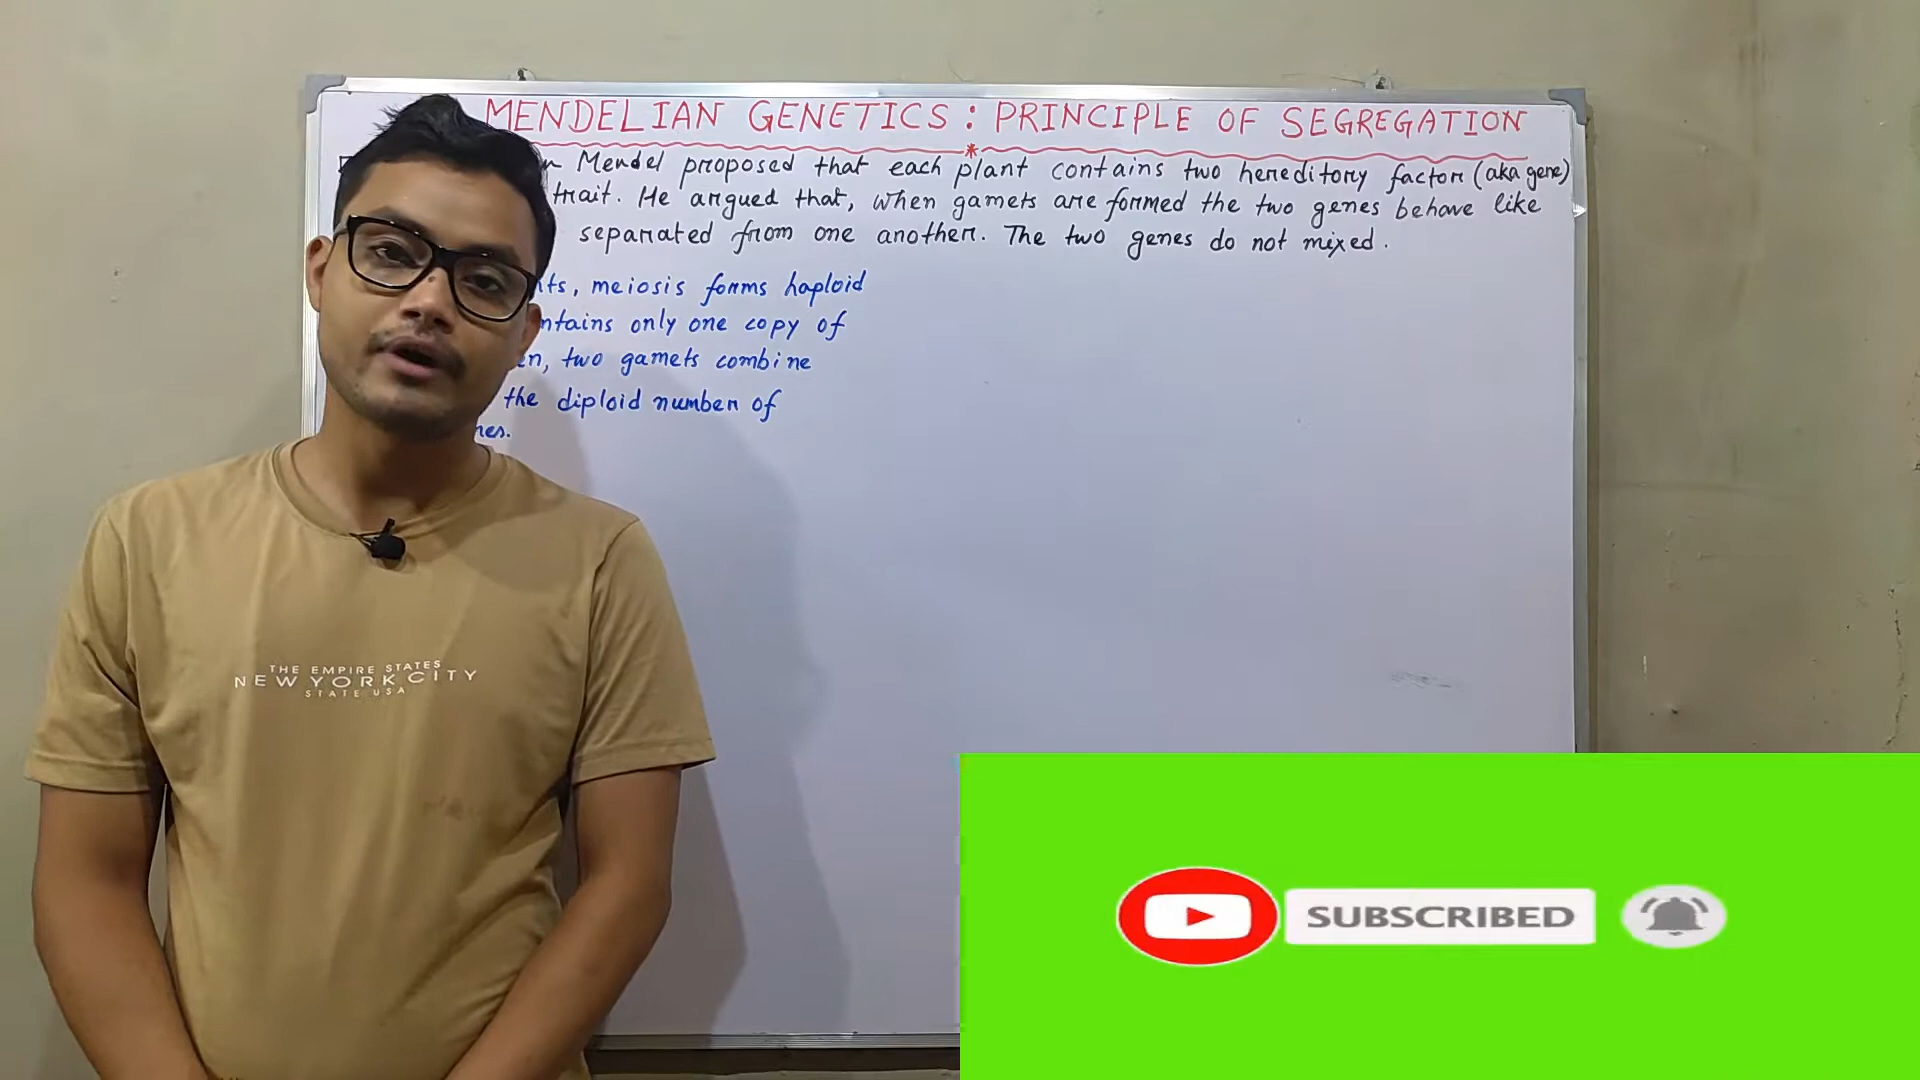 MENDELIAN GENETICS : PRINCIPLE OF SEGREGATION
Mendel proposed that each plant contains two hereditory factor (aka gene)
trait. He argued that, when gamets are formed the two genes behave like
separated from one another. The two genes do not mixed.
, meiosis forms haploid
only one copy of
, two gamets combine
the diploid number of
THE EMPIRE STATES
NEW YORK CITY
STATE USA
SUBSCRIBED